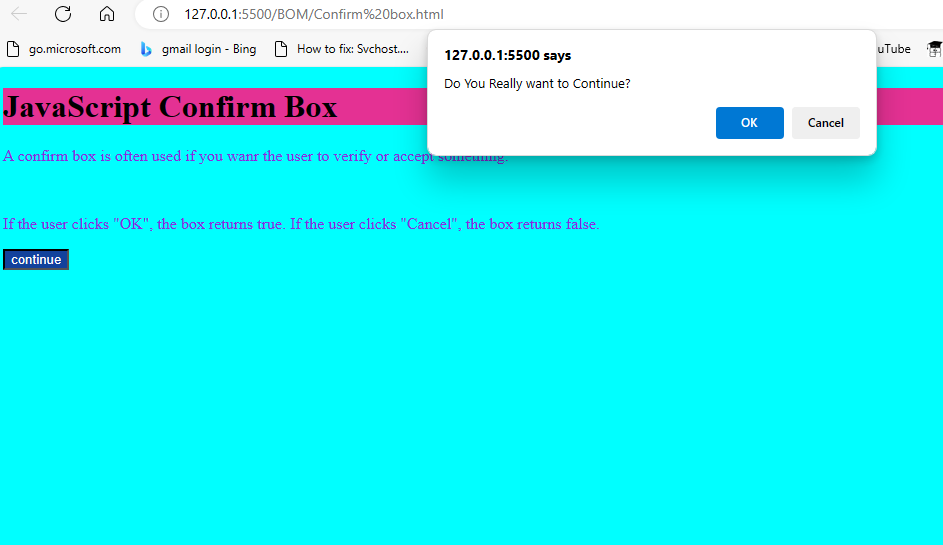 127.0.0.1:5500/BOM/Confirm%20box.html
go.microsoft.com
gmail login - Bing
How to fix: Svchost....
uTube
127.0.0.1:5500 says
Do You Really want to Continue?
OK
Cancel
JavaScript Confirm Box
A confirm box is often used if you wanr the user to verify or accept something.
If the user clicks "OK", the box returns true. If the user clicks "Cancel", the box returns false.
continue